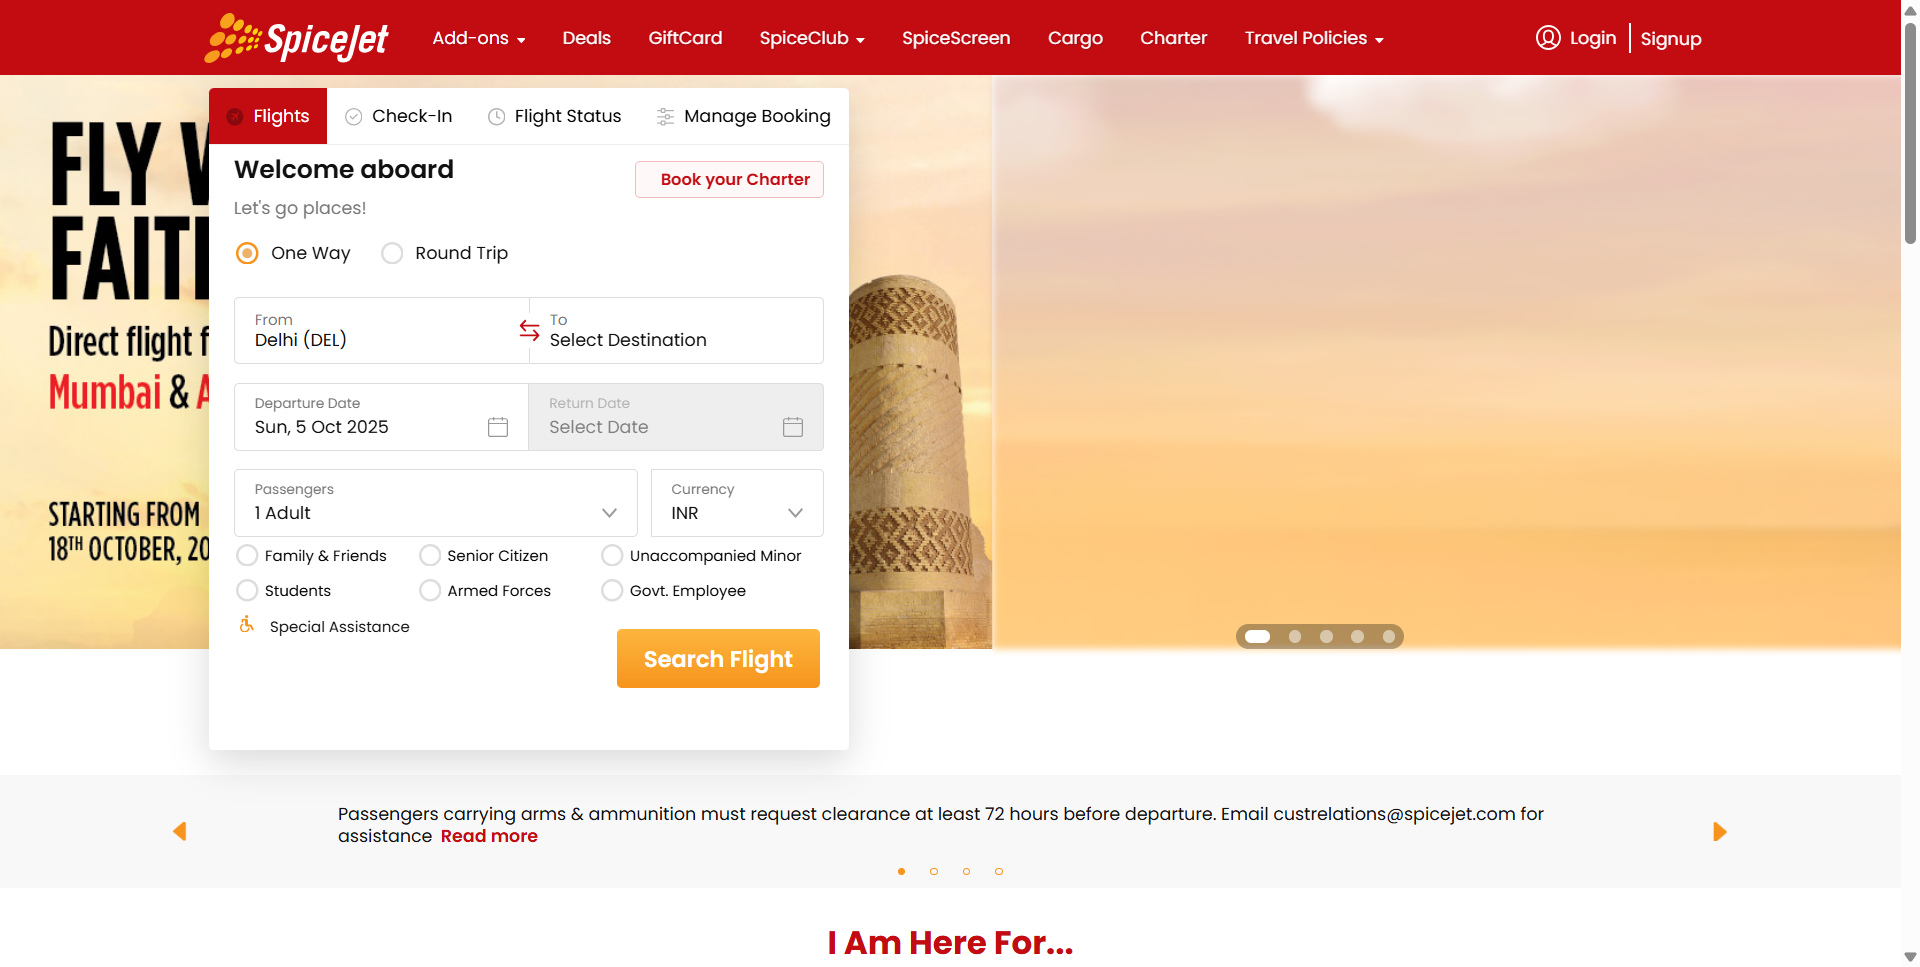 SpiceJet
Add-ons
Deals
GiftCard
SpiceClub
SpiceScreen
Cargo
Charter
Travel Policies
Login
Signup
Flights
Check-In
Flight Status
Manage Booking
Welcome aboard
Book your Charter
Let's go places!
One Way
Round Trip
From
Delhi (DEL)
To
Select Destination
Departure Date
Sun, 5 Oct 2025
Return Date
Select Date
Passengers
1 Adult
Currency
INR
Family & Friends
Senior Citizen
Unaccompanied Minor
Students
Armed Forces
Govt. Employee
Special Assistance
Search Flight
FLY
FAIT
Direct flight f
Mumbai & A
STARTING FROM
18TH OCTOBER, 20
Passengers carrying arms & ammunition must request clearance at least 72 hours before departure. Email custrelations@spicejet.com for
assistance Read more
I Am Here For...